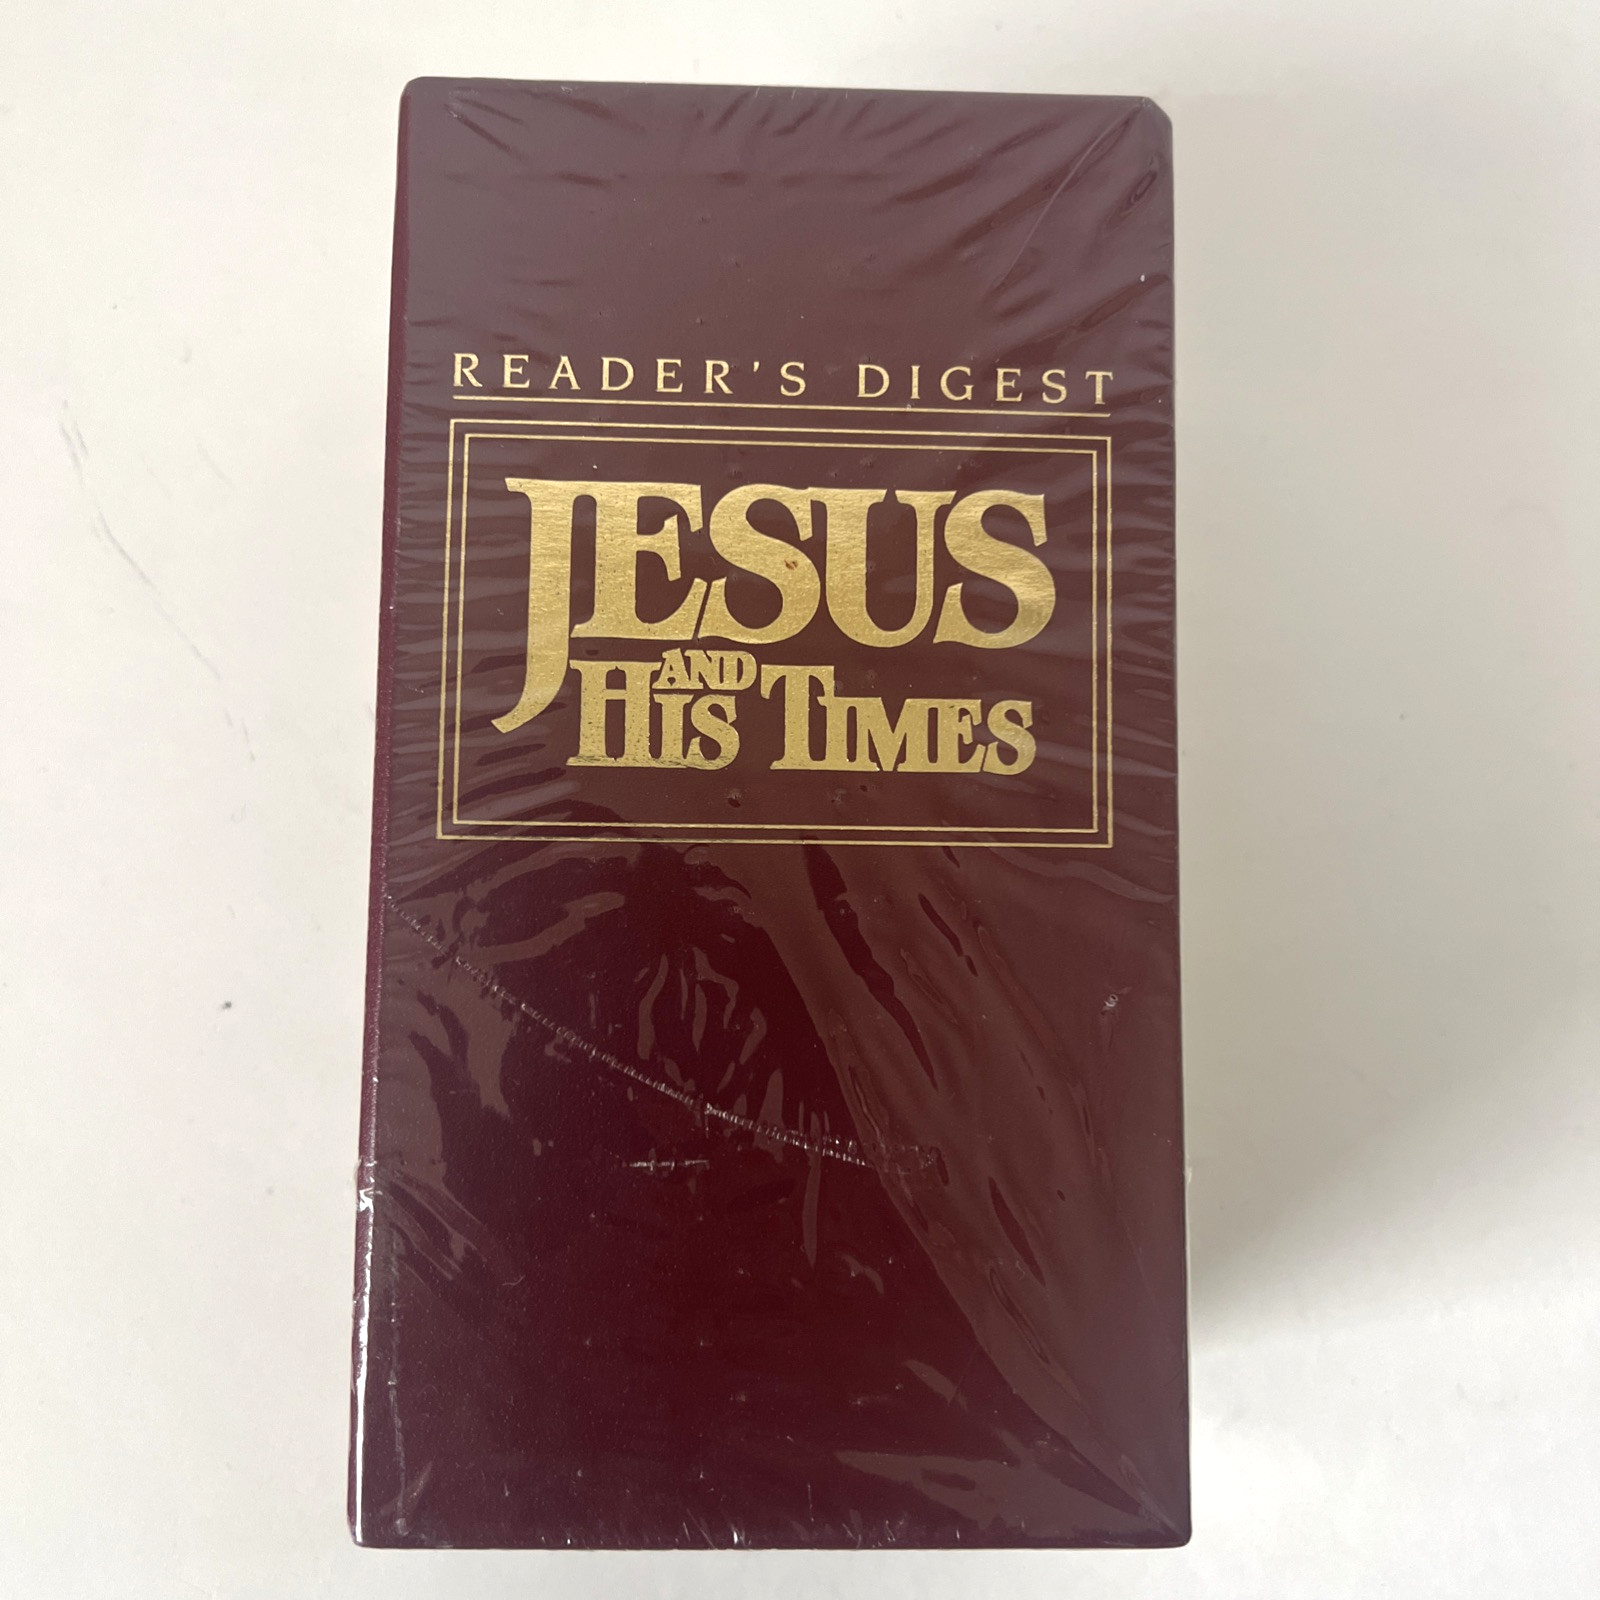 READER'S DIGEST
JESUS
AND
HIS TIMES